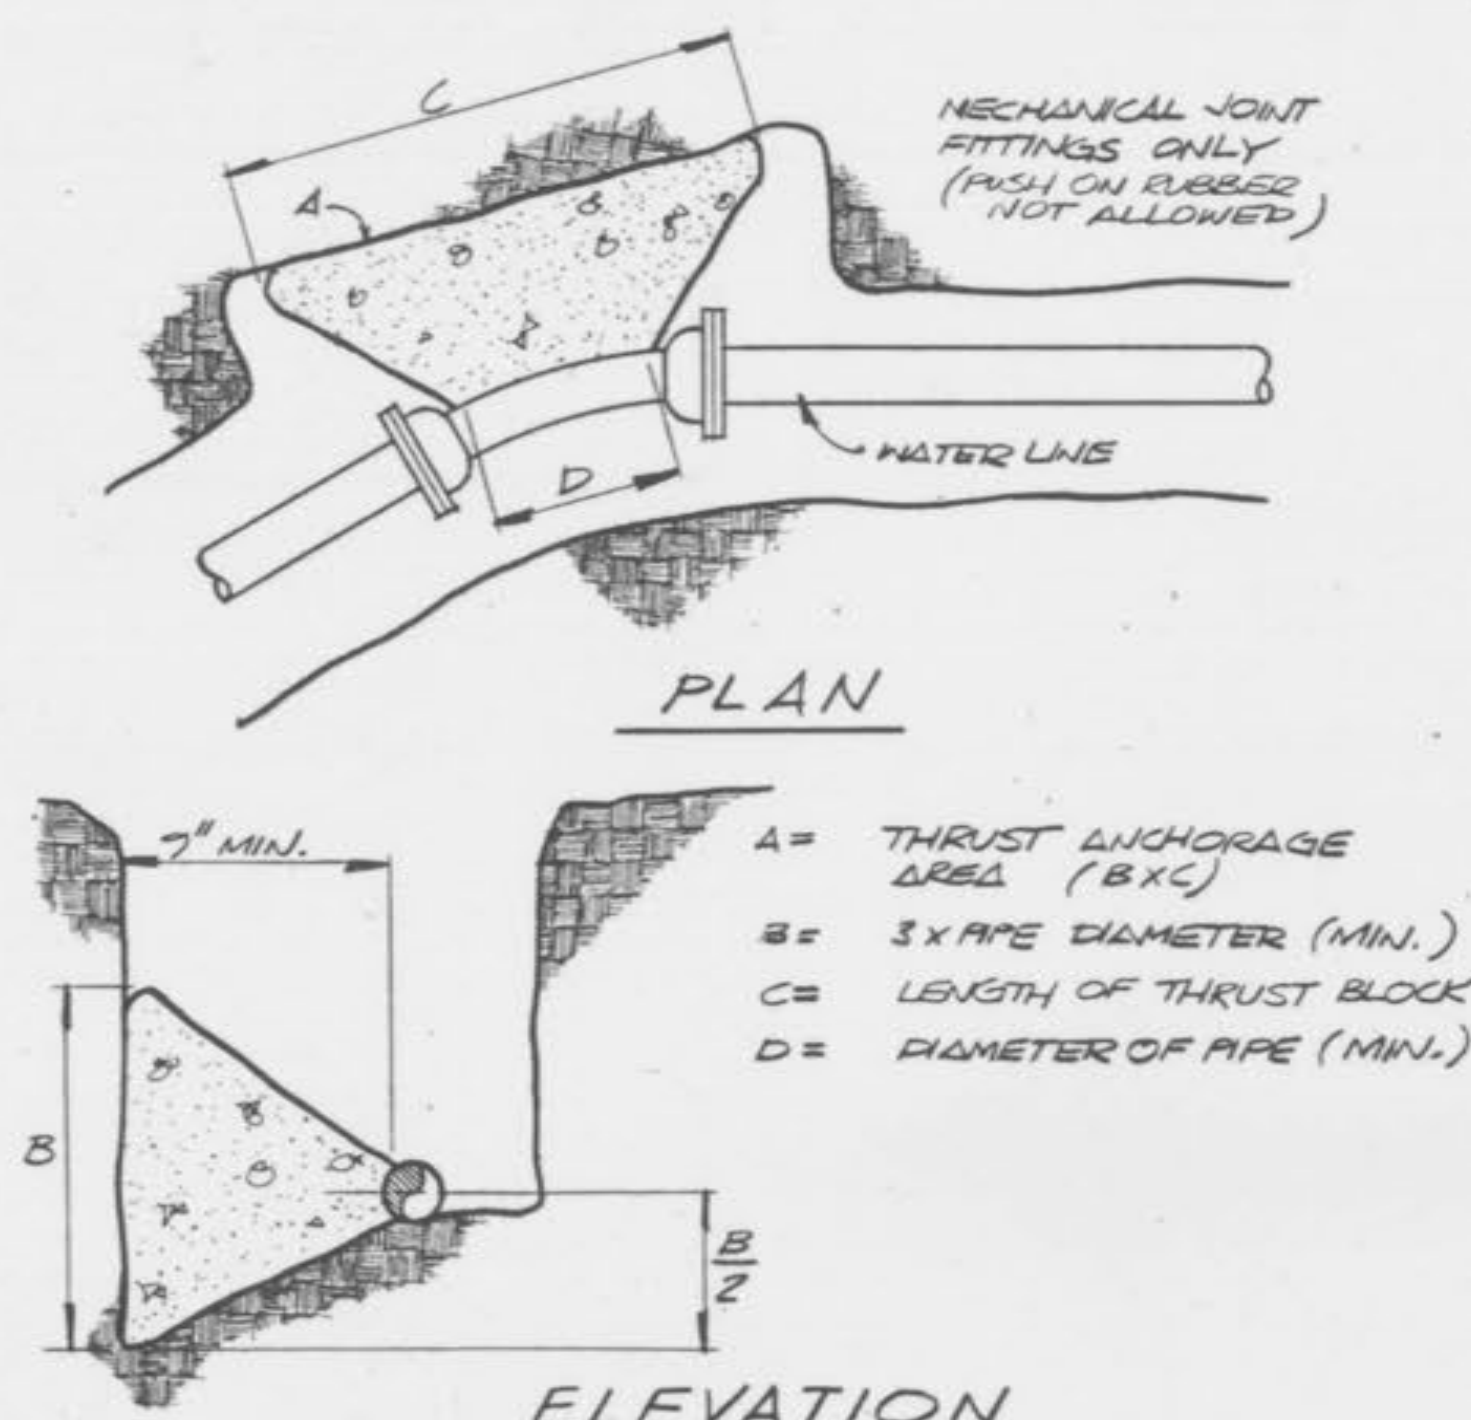 C
A
MECHANICAL JOINT
FITTINGS ONLY
(PUSH ON RUBBER
NOT ALLOWED)
WATER LINE
D
PLAN
9" MIN.
A= THRUST ANCHORAGE
AREA (BXC)
B= 3 X PIPE DIAMETER (MIN.)
C= LENGTH OF THRUST BLOCK
D= DIAMETER OF PIPE (MIN.)
B
B
2
ELEVATION